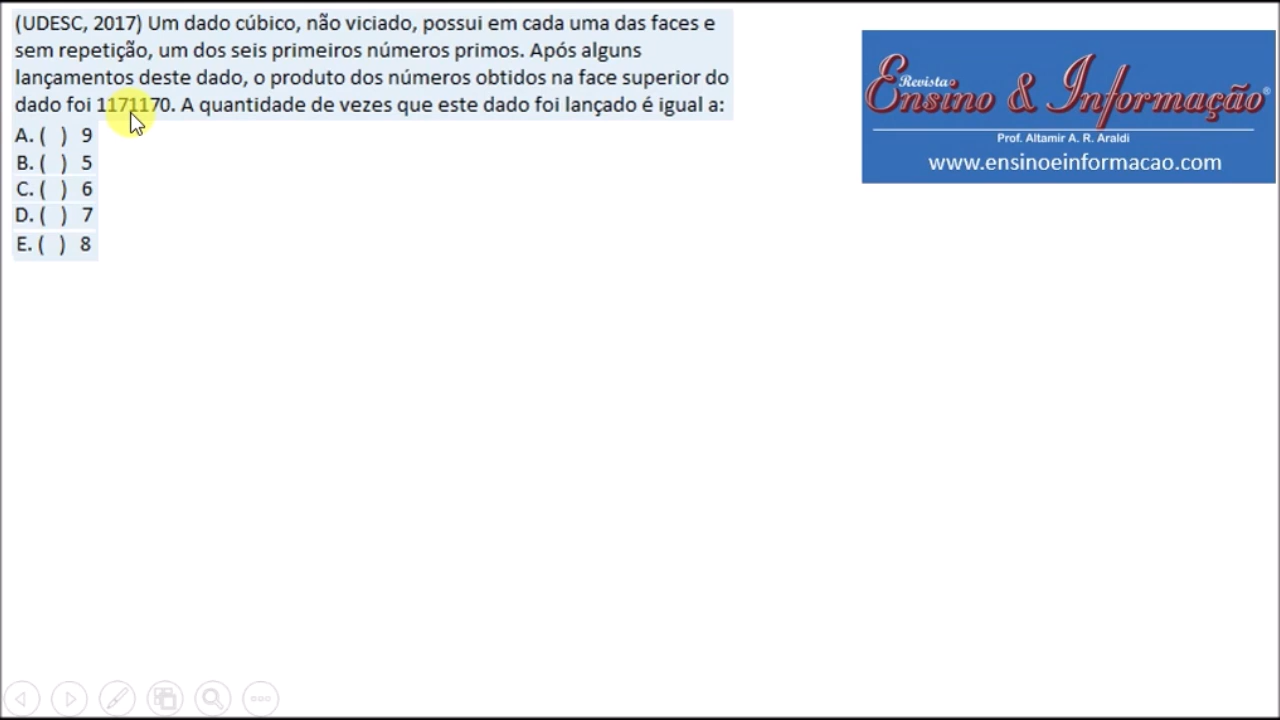 (UDESC, 2017) Um dado cúbico, não viciado, possui em cada uma das faces e
sem repetição, um dos seis primeiros números primos. Após alguns
lançamentos deste dado, o produto dos números obtidos na face superior do
dado foi 1171170. A quantidade de vezes que este dado foi lançado é igual a:
A. ( ) 9
B. ( ) 5
C. ( ) 6
D. ( ) 7
E. ( ) 8
Revista
Ensino & Informação®
Prof. Altamir A. R. Araldi
www.ensinoeinformacao.com